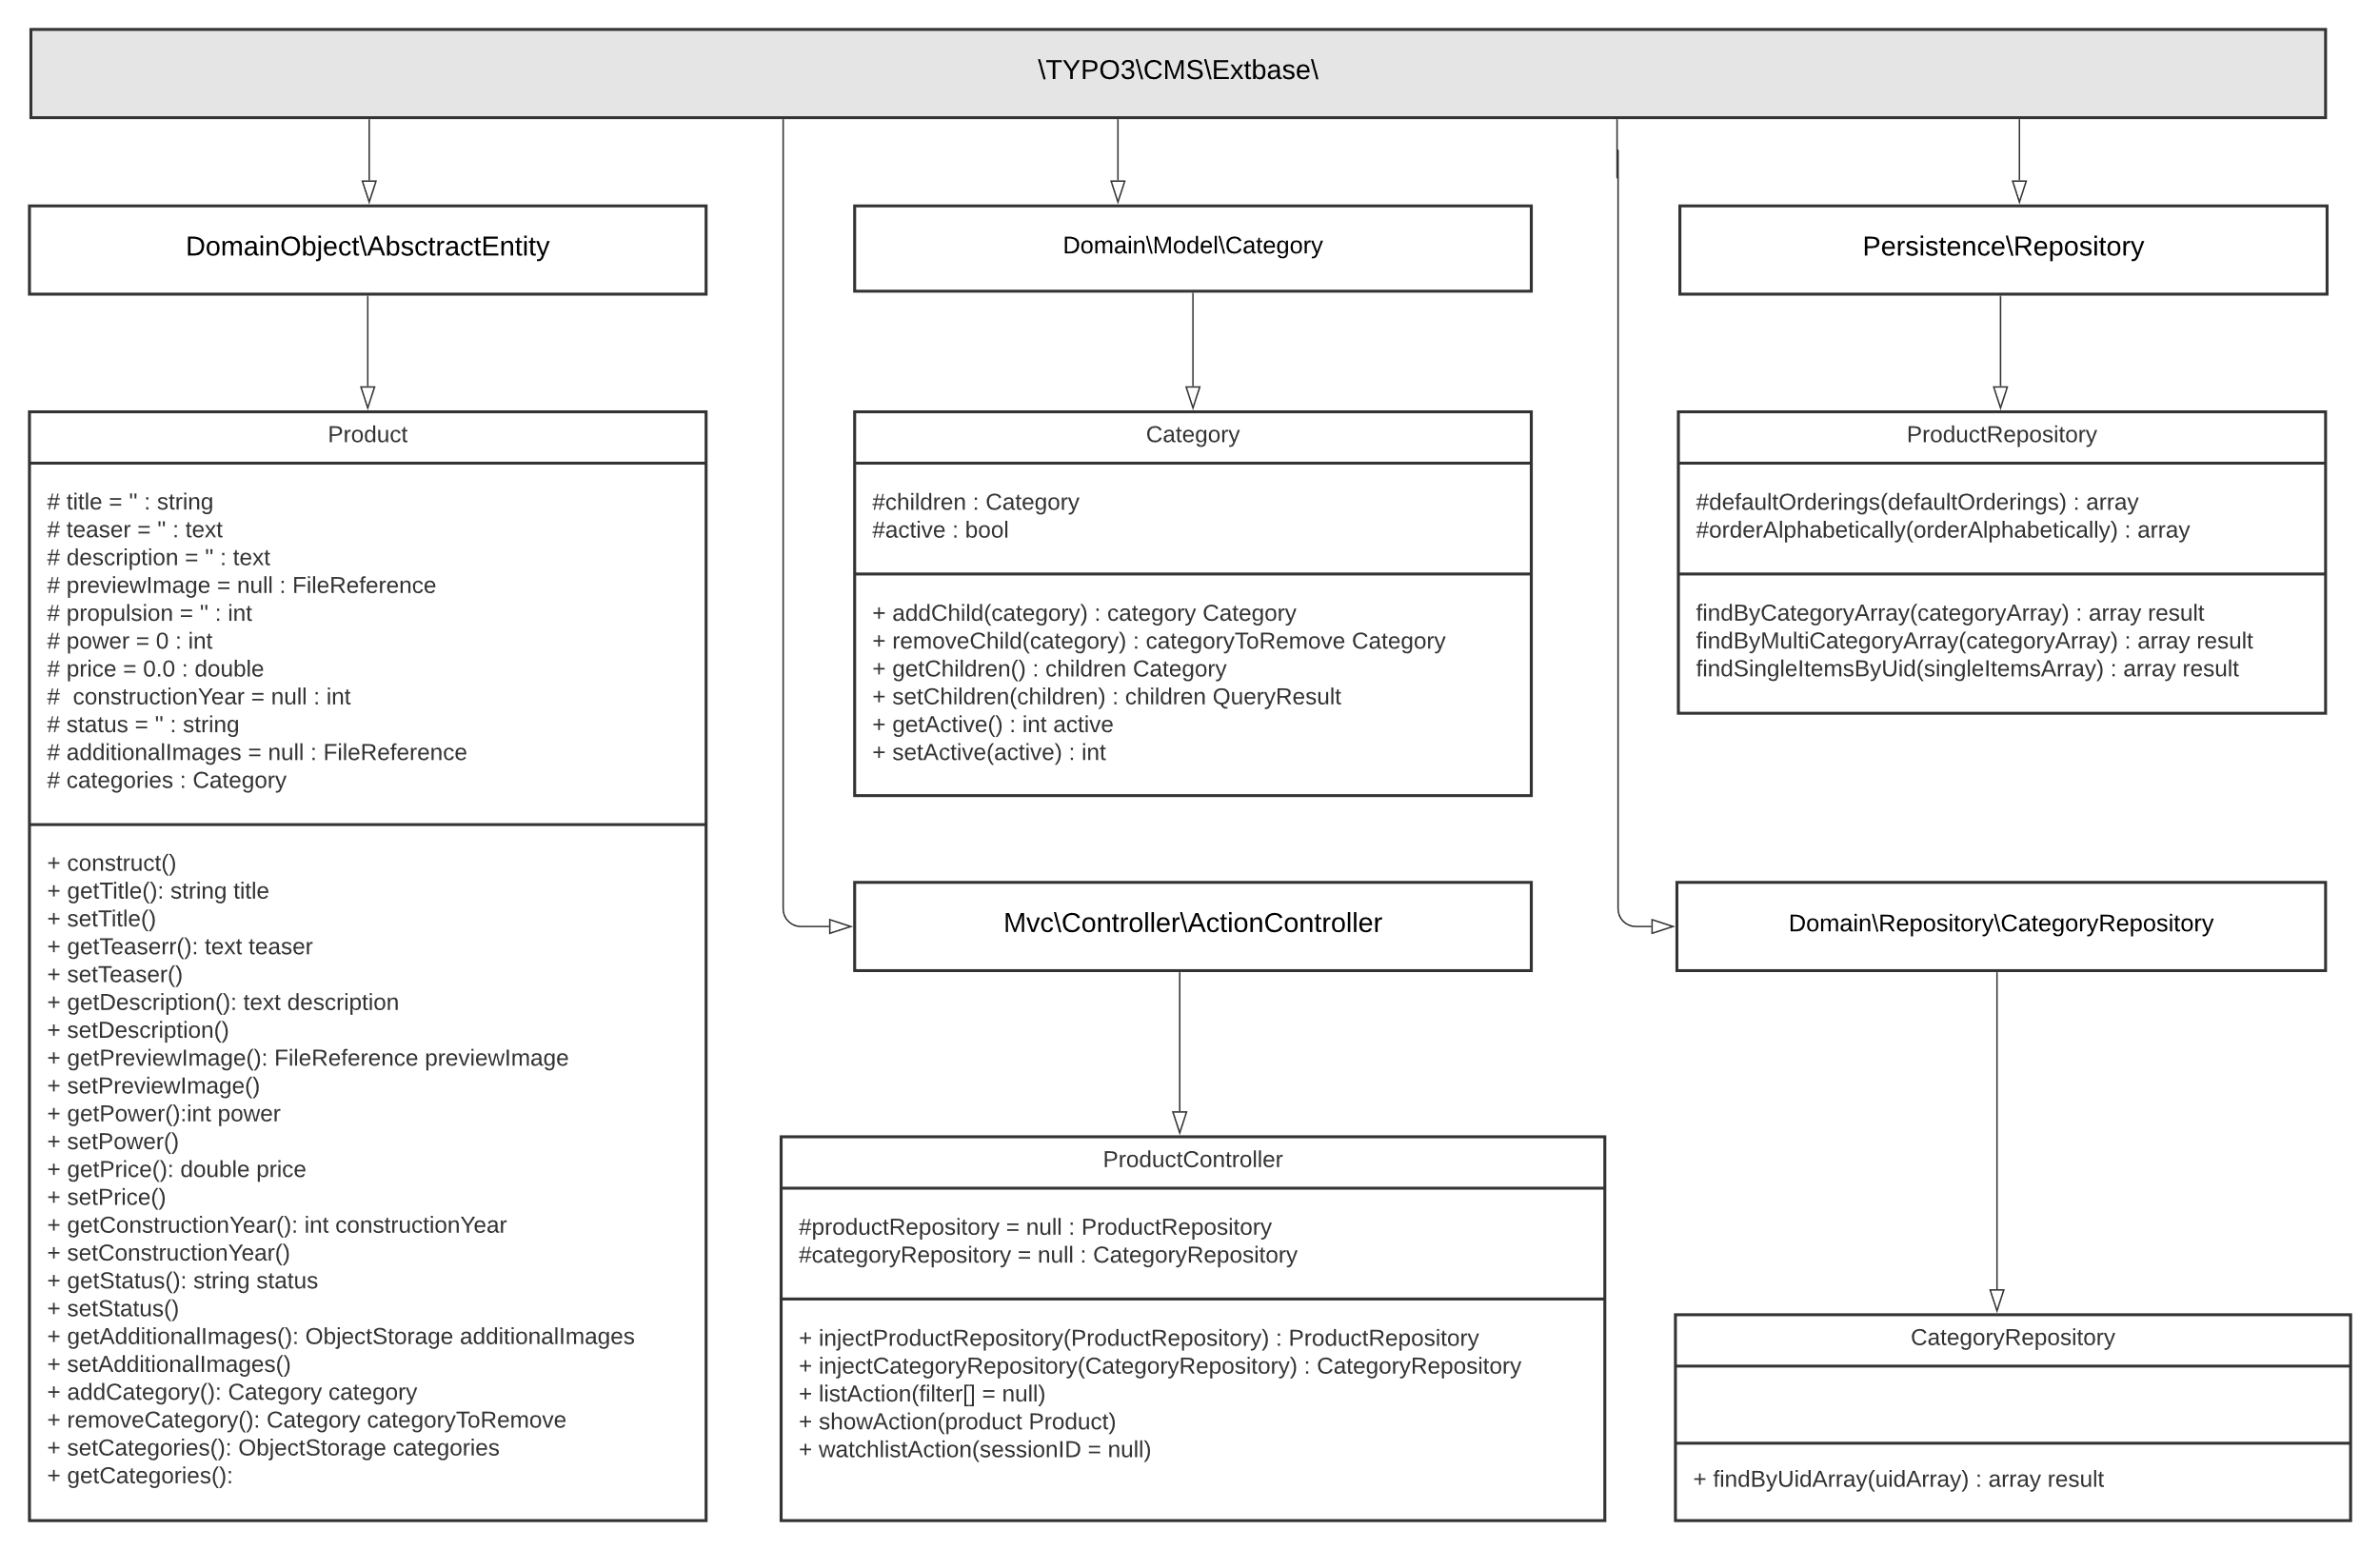 \TYPO3\CMS\Extbase\
DomainObject\AbsctractEntity
Domain\Model\Category
Persistence\Repository
Product
# title = '' : string
# teaser = '' : text
# description = '' : text
# previewImage = null : FileReference
# propulsion = '' : int
# power = 0 : int
# price = 0.0 : double
#  constructionYear = null : int
# status = '' : string
# additionalImages = null : FileReference
# categories : Category
+ construct()
+ getTitle(): string title
+ setTitle()
+ getTeaserr(): text teaser
+ setTeaser()
+ getDescription(): text description
+ setDescription()
+ getPreviewImage(): FileReference previewImage
+ setPreviewImage()
+ getPower():int power
+ setPower()
+ getPrice(): double price
+ setPrice()
+ getConstructionYear(): int constructionYear
+ setConstructionYear()
+ getStatus(): string status
+ setStatus()
+ getAdditionalImages(): ObjectStorage additionalImages
+ setAdditionalImages()
+ addCategory(): Category category
+ removeCategory(): Category categoryToRemove
+ setCategories(): ObjectStorage categories
+ getCategories():
Category
#children : Category
#active : bool
+ addChild(category) : category Category
+ removeChild(category) : categoryToRemove Category
+ getChildren() : children Category
+ setChildren(children) : children QueryResult
+ getActive() : int active
+ setActive(active) : int
ProductRepository
#defaultOrderings(defaultOrderings) : array
#orderAlphabetically(orderAlphabetically) : array
findByCategoryArray(categoryArray) : array result
findByMultiCategoryArray(categoryArray) : array result
findSingleItemsByUid(singleItemsArray) : array result
Mvc\Controller\ActionController
Domain\Repository\CategoryRepository
ProductController
#productRepository = null : ProductRepository
#categoryRepository = null : CategoryRepository
+ injectProductRepository(ProductRepository) : ProductRepository
+ injectCategoryRepository(CategoryRepository) : CategoryRepository
+ listAction(filter[] = null)
+ showAction(product Product)
+ watchlistAction(sessionID = null)
CategoryRepository
+ findByUidArray(uidArray) : array result